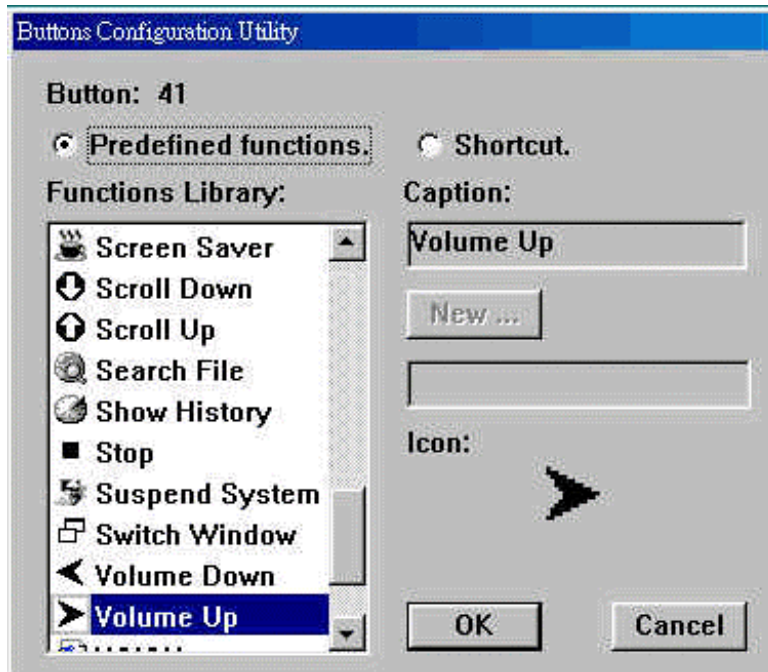 Buttons Configuration Utility
Button: 41
Predefined functions.
Shortcut.
Functions Library:
Screen Saver
Scroll Down
Scroll Up
Search File
Show History
Stop
Suspend System
Switch Window
Volume Down
Volume Up
Caption:
Volume Up
New ...
Icon:
OK
Cancel